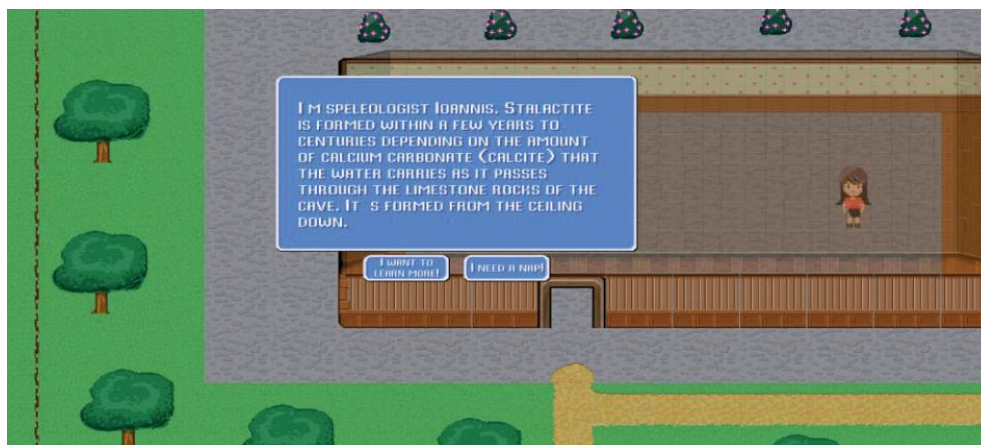 I M SPELEOLOGIST IOANNIS. STALACTITE
IS FORMED WITHIN A FEW YEARS TO
CENTURIES DEPENDING ON THE AMOUNT
OF CALCIUM CARBONATE (CALCITE) THAT
THE WATER CARRIES AS IT PASSES
THROUGH THE LIMESTONE ROCKS OF THE
CAVE. IT S FORMED FROM THE CEILING
DOWN.
I WANT TO
LEARN MORE!
I NEED A NAP!